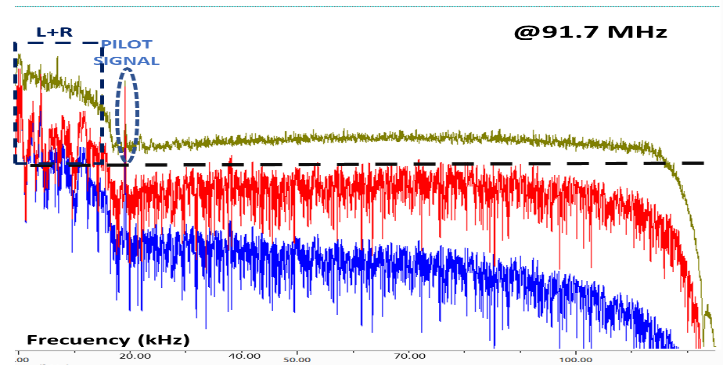 L+R
@91.7 MHz
PILOT
SIGNAL
Frecuency (kHz)
.00 20.00 40.00 50.00 70.00 100.00